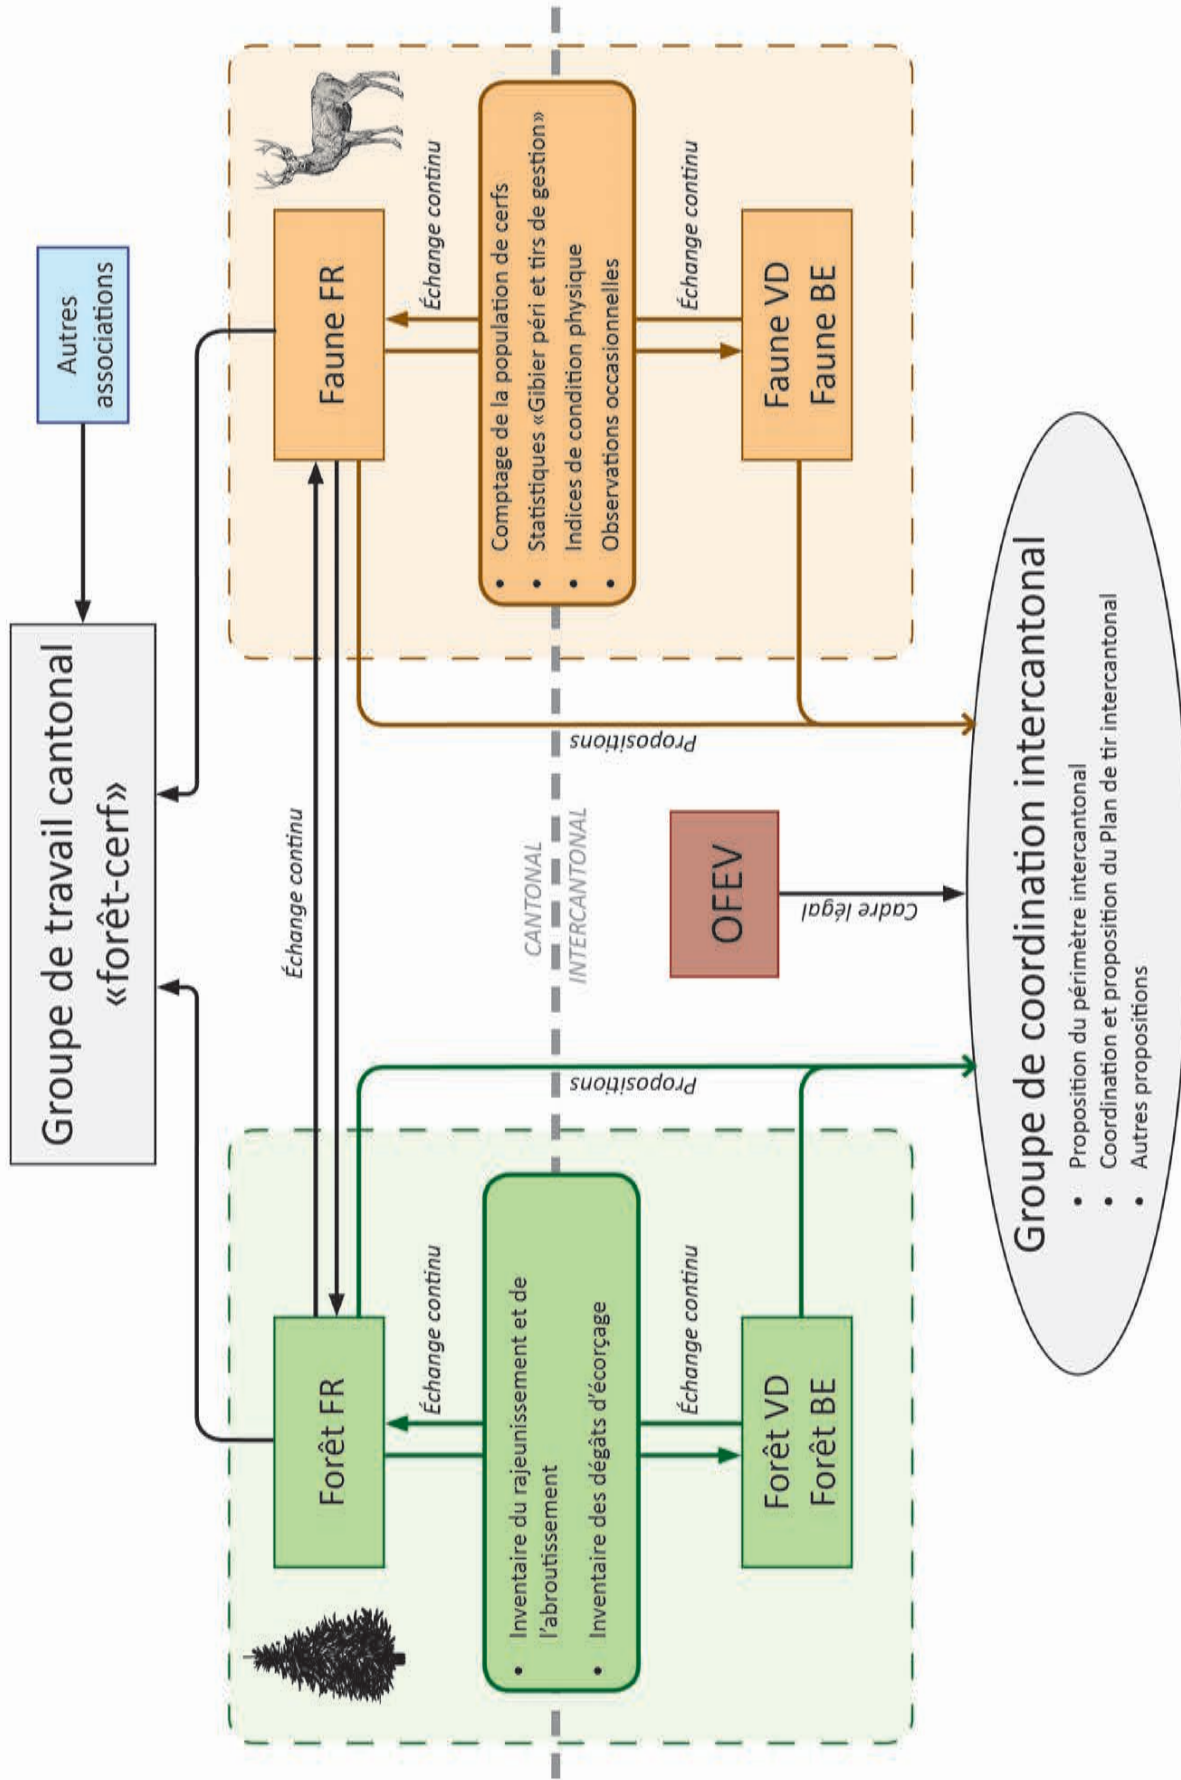 Groupe de travail cantonal
«forêt-cerf»
Autres
associations
Forêt FR
Échange continu
Faune FR
Échange continu
Échange continu
• Inventaire du rajeunissement et de
l'abroutissement
• Inventaire des dégâts d'écorçage
CANTONAL
INTERCANTONAL
• Comptage de la population de cerfs
• Statistiques «Gibier péri et tirs de gestion»
• Indices de condition physique
• Observations occasionnelles
Propositions
Propositions
Échange continu
Échange continu
Forêt VD
Forêt BE
OFEV
Faune VD
Faune BE
Cadre légal
Groupe de coordination intercantonal
• Proposition du périmètre intercantonal
• Coordination et proposition du Plan de tir intercantonal
• Autres propositions